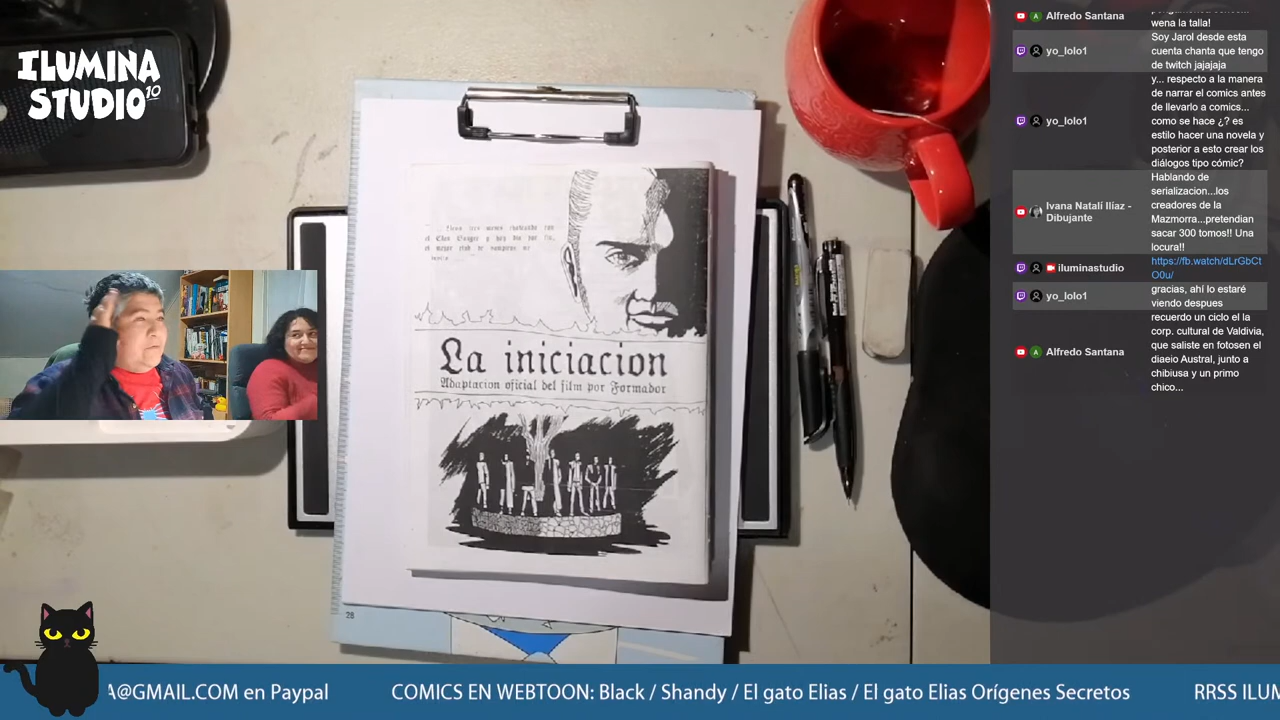 ILUMINA
STUDIO
10
La iniciacion
Adaptacion oficial del film por Formador
28
wena la talla!
Alfredo Santana
yo_lolo1
Soy Jarol desde esta
cuenta chanta que tengo
de twitch jajajaja
yo_lolo1
y... respecto a la manera
de narrar el comics antes
de llevarlo a comics...
como se hace ¿? es
estilo hacer una novela y
posterior a esto crear los
diálogos tipo cómic?
Ivana Natalí Ilíaz -
Dibujante
Hablando de
serializacion...los
creadores de la
Mazmorra...pretendian
sacar 300 tomos!! Una
locura!!
iluminastudio
https://fb.watch/dLrGbCt
O0u/
yo_lolo1
gracias, ahí lo estaré
viendo despues
Alfredo Santana
recuerdo un ciclo el la
corp. cultural de Valdivia,
que saliste en fotosen el
diaeio Austral, junto a
chibiusa y un primo
chico...
A@GMAIL.COM en Paypal
COMICS EN WEBTOON: Black / Shandy / El gato Elias / El gato Elias Orígenes Secretos
RRSS ILUM